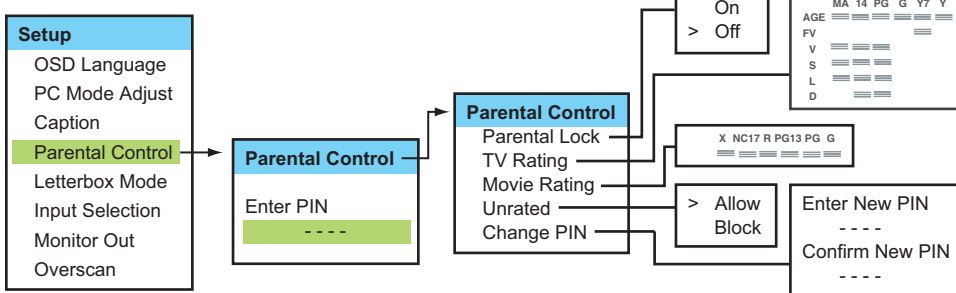 Setup
OSD Language
PC Mode Adjust
Caption
Parental Control
Letterbox Mode
Input Selection
Monitor Out
Overscan
Parental Control
Enter PIN
- - - -
Parental Control
Parental Lock
TV Rating
Movie Rating
Unrated
Change PIN
On
> Off
MA 14 PG G Y7 Y
AGE
FV
V
S
L
D
X NC17 R PG13 PG G
> Allow
Block
Enter New PIN
- - - -
Confirm New PIN
- - - -